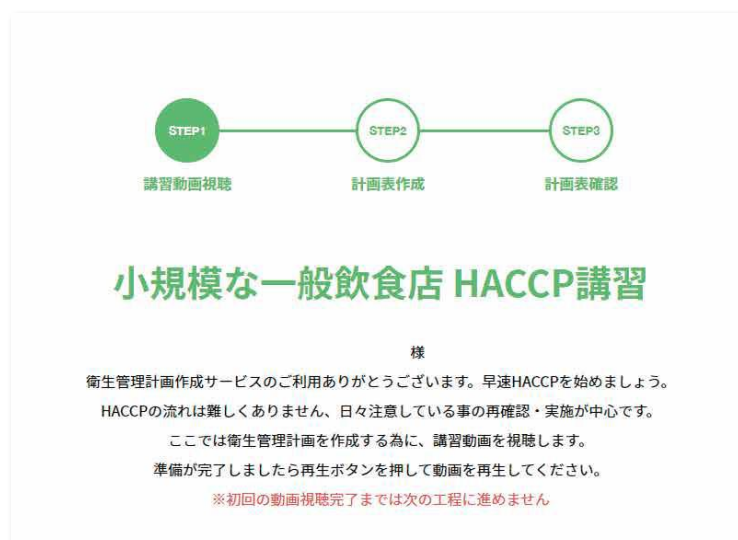 STEP1
STEP2
STEP3
講習動画視聴
計画表作成
計画表確認
小規模な一般飲食店 HACCP講習
様
衛生管理計画作成サービスのご利用ありがとうございます。早速HACCPを始めましょう。
HACCPの流れは難しくありません、日々注意している事の再確認・実施が中心です。
ここでは衛生管理計画を作成する為に、講習動画を視聴します。
準備が完了しましたら再生ボタンを押して動画を再生してください。
※初回の動画視聴完了までは次の工程に進めません